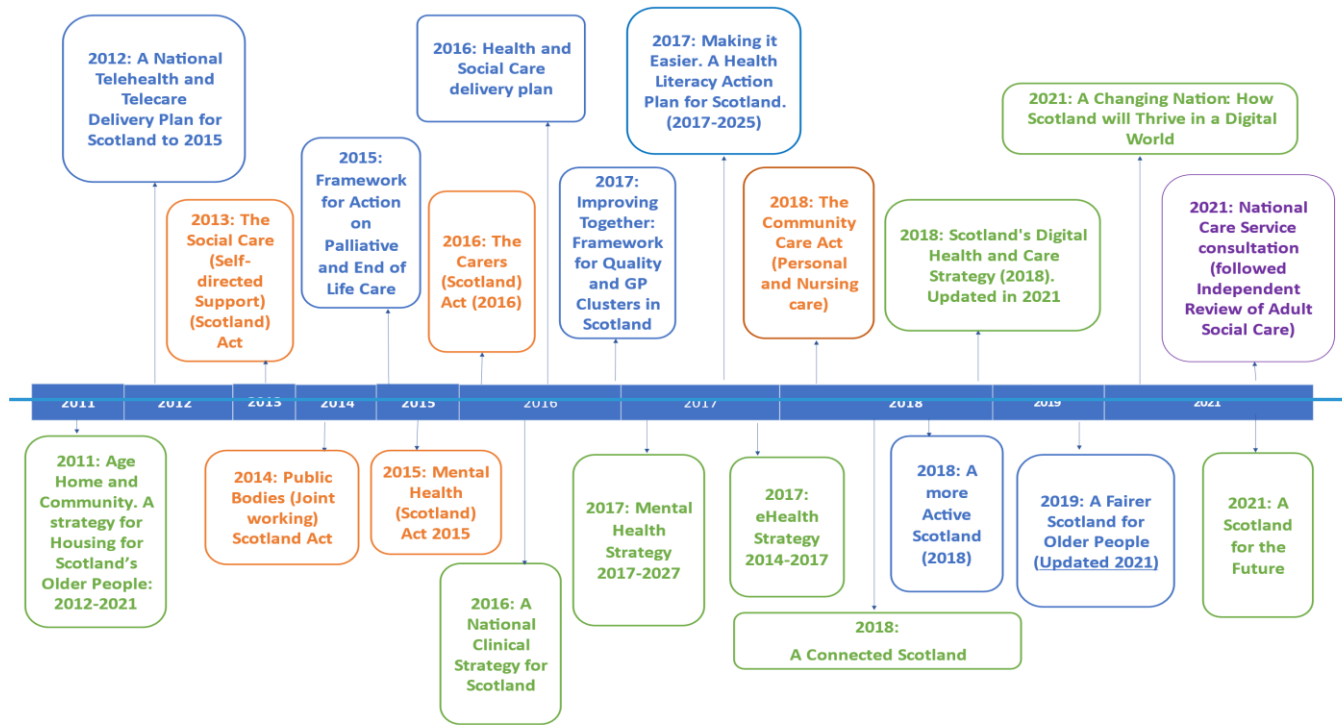 2012: A National
Telehealth and
Telecare
Delivery Plan for
Scotland to 2015
2013: The
Social Care
(Self-
directed
Support)
(Scotland)
Act
2015:
Framework
for Action
on
Palliative
and End of
Life Care
2016: Health and
Social Care
delivery plan
2016: The
Carers
(Scotland)
Act (2016)
2017:
Improving
Together:
Framework
for Quality
and GP
Clusters in
Scotland
2017: Making it
Easier. A Health
Literacy Action
Plan for Scotland.
(2017-2025)
2018: The
Community
Care Act
(Personal
and Nursing
care)
2018: Scotland's Digital
Health and Care
Strategy (2018).
Updated in 2021
2021: A Changing Nation: How
Scotland will Thrive in a Digital
World
2021: National
Care Service
consultation
(followed
Independent
Review of Adult
Social Care)
2011 2012 2013 2014 2015 2016 2017 2018 2019 2021
2011: Age
Home and
Community. A
strategy for
Housing for
Scotland’s
Older People:
2012-2021
2014: Public
Bodies (Joint
working)
Scotland Act
2015: Mental
Health
(Scotland)
Act 2015
2016: A
National
Clinical
Strategy for
Scotland
2017: Mental
Health
Strategy
2017-2027
2017:
eHealth
Strategy
2014-2017
2018:
A Connected Scotland
2018: A
more
Active
Scotland
(2018)
2019: A Fairer
Scotland for
Older People
(Updated 2021)
2021: A
Scotland
for the
Future